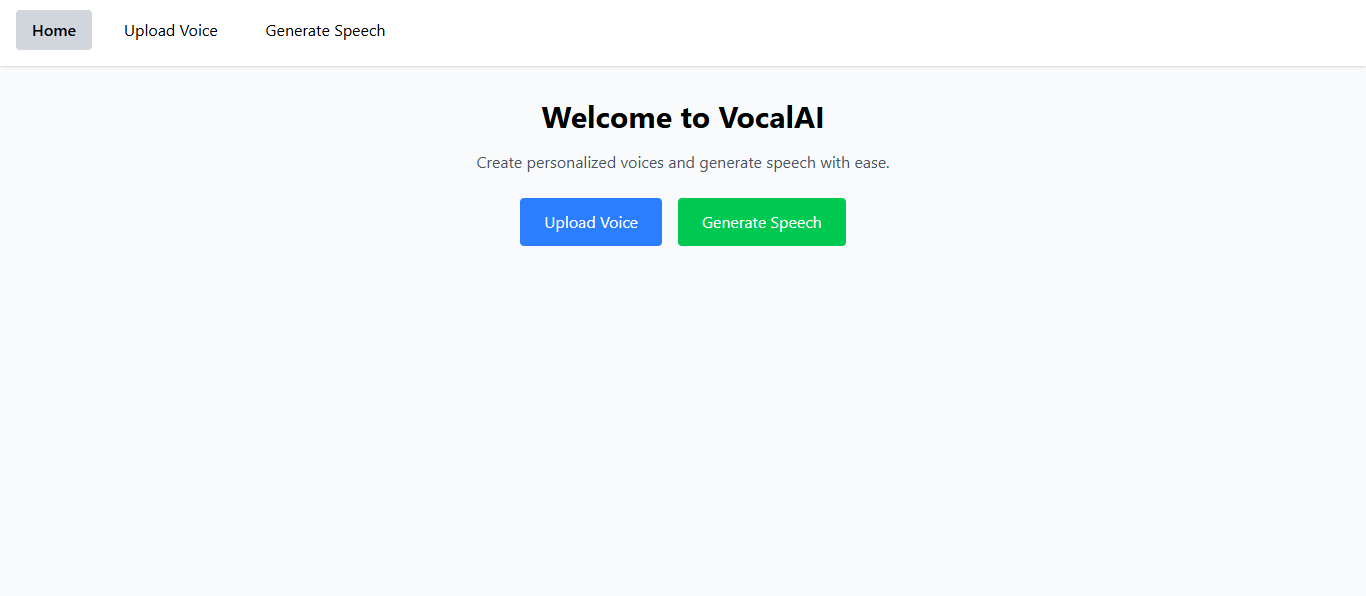 Home Upload Voice Generate Speech
Welcome to VocalAI
Create personalized voices and generate speech with ease.
Upload Voice Generate Speech